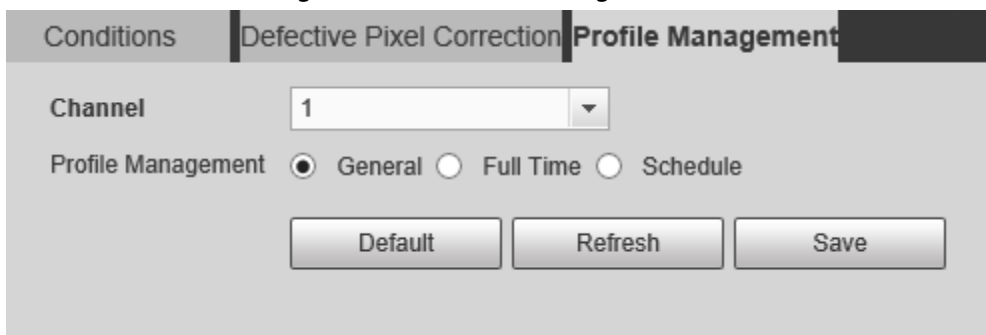 Conditions Defective Pixel Correction Profile Management
Channel 1
Profile Management General Full Time Schedule
Default Refresh Save